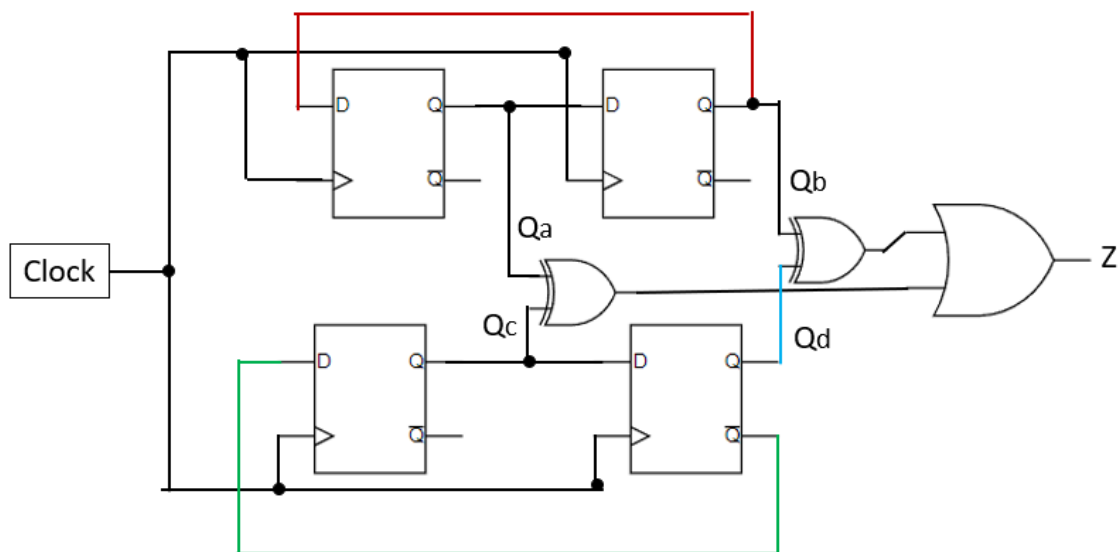 D Q D Q
Q̅ Q̅
Qb
Qa
Clock
Z
Qc
Qd
D Q D Q
Q̅ Q̅